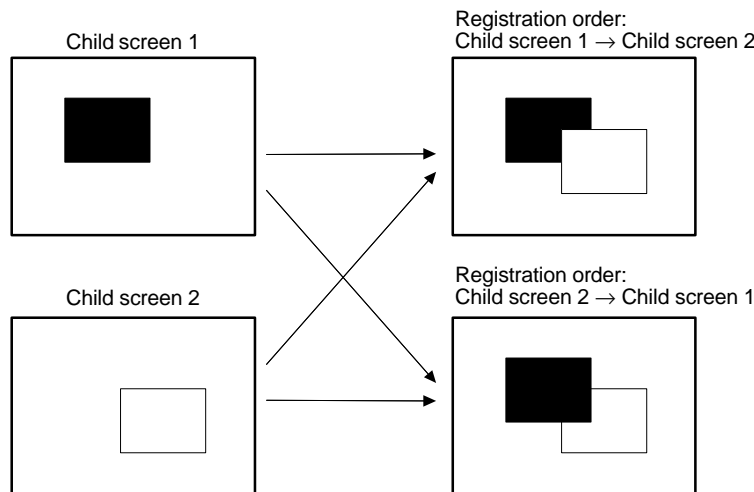 Child screen 1
Registration order:
Child screen 1 → Child screen 2
Child screen 2
Registration order:
Child screen 2 → Child screen 1